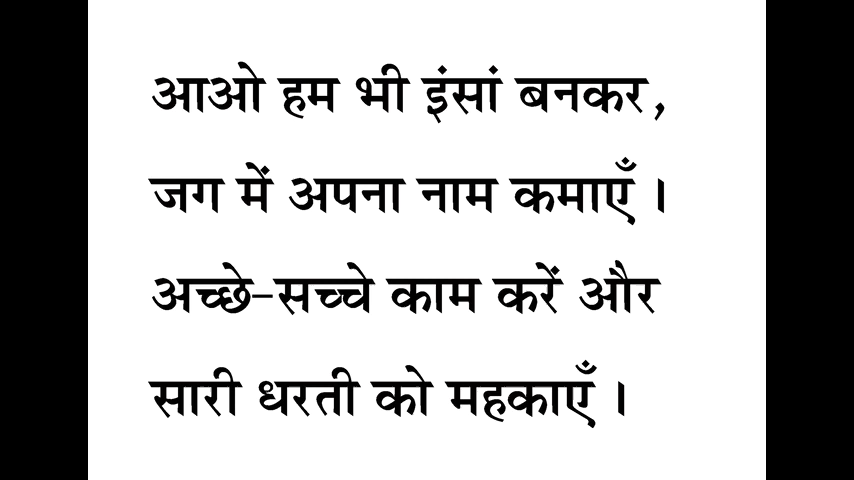 आओ हम भी इंसां बनकर,
जग में अपना नाम कमाएँ ।
अच्छे-सच्चे काम करें और
सारी धरती को महकाएँ ।